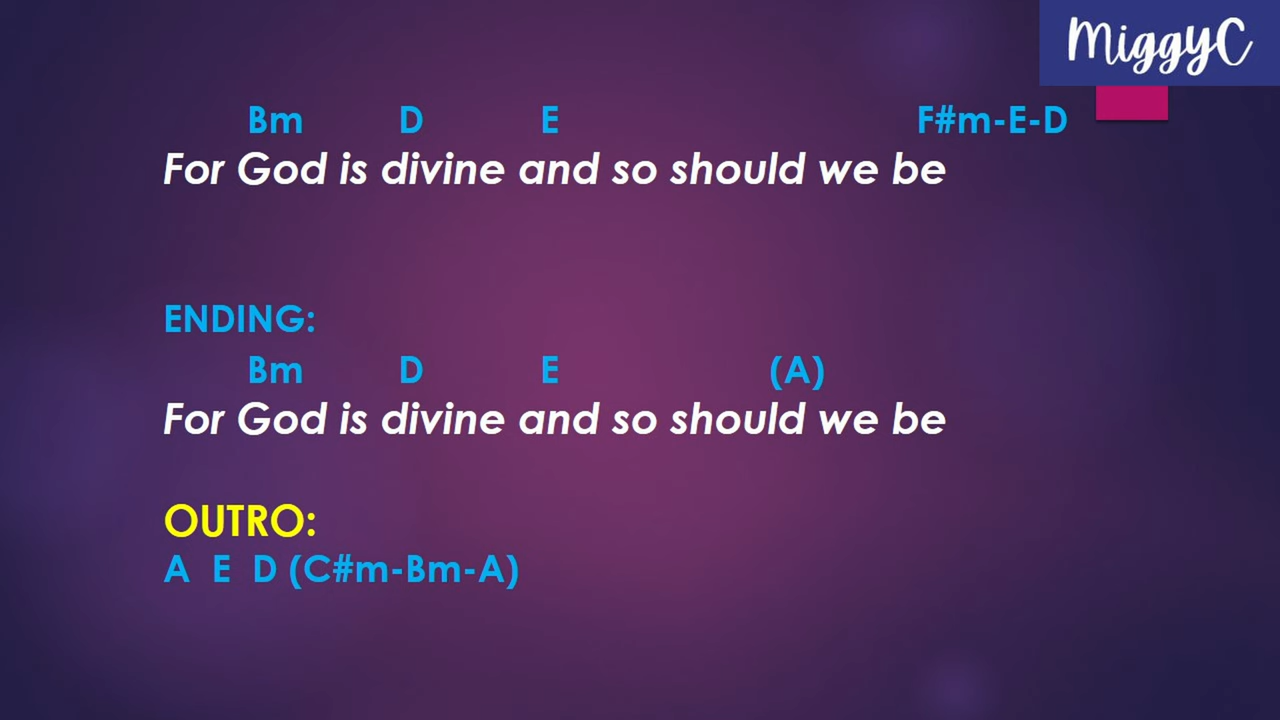 MiggyC
Bm D E F#m-E-D
For God is divine and so should we be
ENDING:
Bm D E (A)
For God is divine and so should we be
OUTRO:
A E D (C#m-Bm-A)